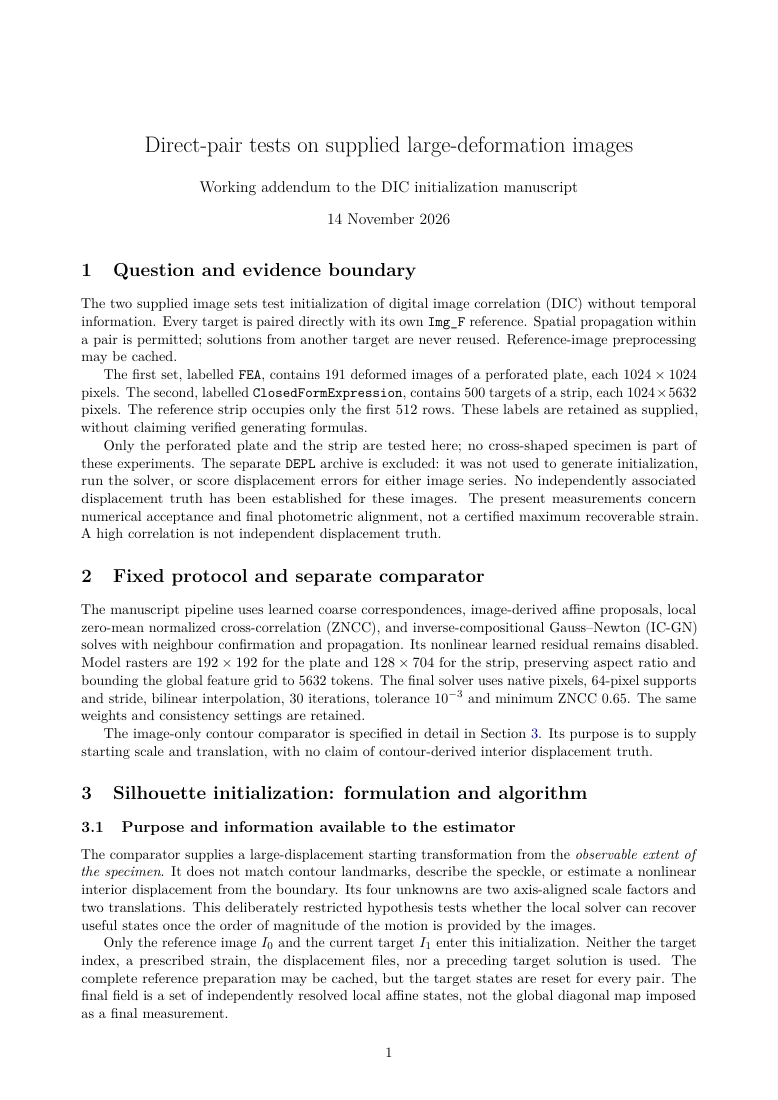 Direct-pair tests on supplied large-deformation images
Working addendum to the DIC initialization manuscript
14 November 2026
1 Question and evidence boundary
The two supplied image sets test initialization of digital image correlation (DIC) without temporal
information. Every target is paired directly with its own Img_F reference. Spatial propagation within
a pair is permitted; solutions from another target are never reused. Reference-image preprocessing
may be cached.
The first set, labelled FEA, contains 191 deformed images of a perforated plate, each 1024 × 1024
pixels. The second, labelled ClosedFormExpression, contains 500 targets of a strip, each 1024×5632
pixels. The reference strip occupies only the first 512 rows. These labels are retained as supplied,
without claiming verified generating formulas.
Only the perforated plate and the strip are tested here; no cross-shaped specimen is part of
these experiments. The separate DEPL archive is excluded: it was not used to generate initialization,
run the solver, or score displacement errors for either image series. No independently associated
displacement truth has been established for these images. The present measurements concern
numerical acceptance and final photometric alignment, not a certified maximum recoverable strain.
A high correlation is not independent displacement truth.
2 Fixed protocol and separate comparator
The manuscript pipeline uses learned coarse correspondences, image-derived affine proposals, local
zero-mean normalized cross-correlation (ZNCC), and inverse-compositional Gauss–Newton (IC-GN)
solves with neighbour confirmation and propagation. Its nonlinear learned residual remains disabled.
Model rasters are 192 × 192 for the plate and 128 × 704 for the strip, preserving aspect ratio and
bounding the global feature grid to 5632 tokens. The final solver uses native pixels, 64-pixel supports
and stride, bilinear interpolation, 30 iterations, tolerance 10⁻³ and minimum ZNCC 0.65. The same
weights and consistency settings are retained.
The image-only contour comparator is specified in detail in Section 3. Its purpose is to supply
starting scale and translation, with no claim of contour-derived interior displacement truth.
3 Silhouette initialization: formulation and algorithm
3.1 Purpose and information available to the estimator
The comparator supplies a large-displacement starting transformation from the observable extent of
the specimen. It does not match contour landmarks, describe the speckle, or estimate a nonlinear
interior displacement from the boundary. Its four unknowns are two axis-aligned scale factors and
two translations. This deliberately restricted hypothesis tests whether the local solver can recover
useful states once the order of magnitude of the motion is provided by the images.
Only the reference image I₀ and the current target I₁ enter this initialization. Neither the target
index, a prescribed strain, the displacement files, nor a preceding target solution is used. The
complete reference preparation may be cached, but the target states are reset for every pair. The
final field is a set of independently resolved local affine states, not the global diagonal map imposed
as a final measurement.
1